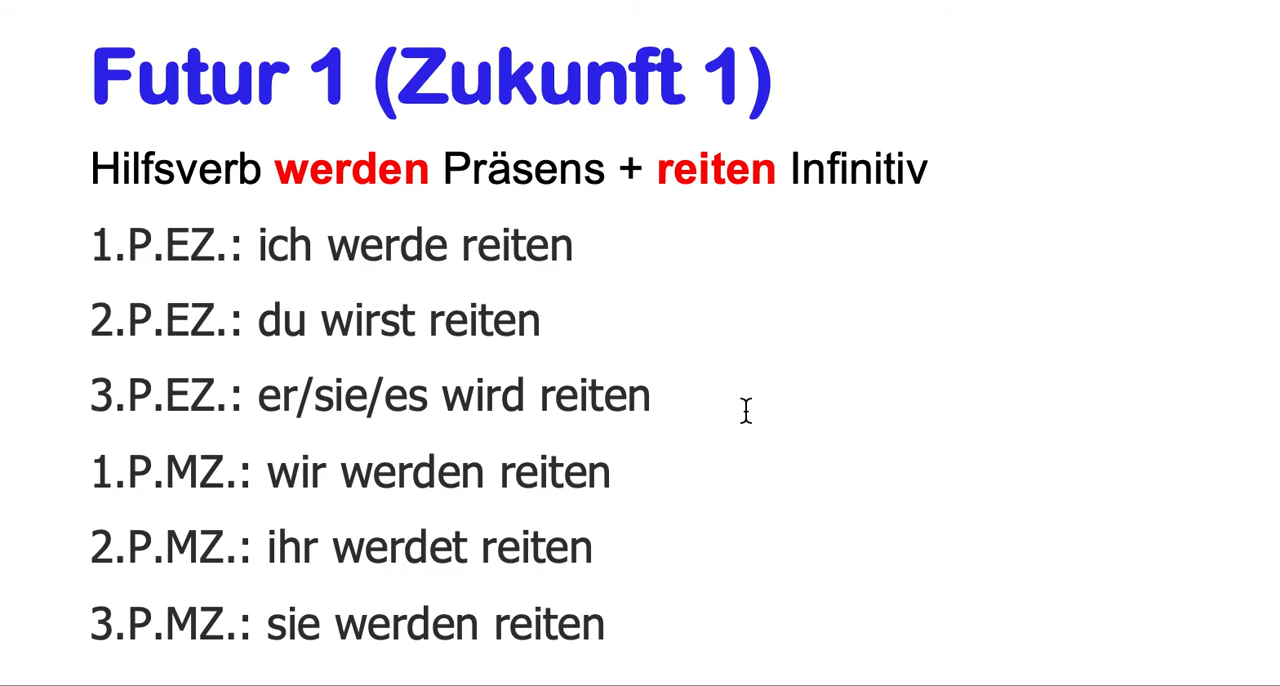 Futur 1 (Zukunft 1)
Hilfsverb werden Präsens + reiten Infinitiv
1.P.EZ.: ich werde reiten
2.P.EZ.: du wirst reiten
3.P.EZ.: er/sie/es wird reiten
1.P.MZ.: wir werden reiten
2.P.MZ.: ihr werdet reiten
3.P.MZ.: sie werden reiten